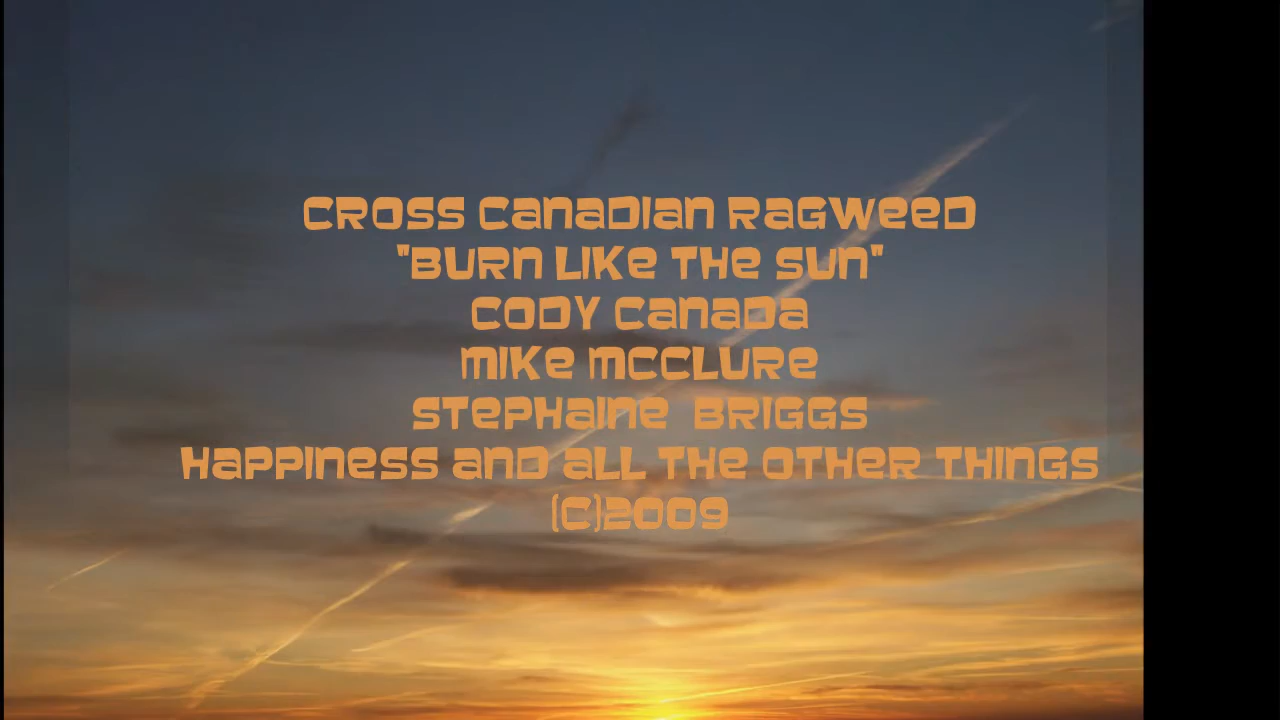 CROSS CANADIAN RAGWEED
"BURN LIKE THE SUN"
CODY CANADA
MIKE MCCLURE
STEPHAINE BRIGGS
HAPPINESS AND ALL THE OTHER THINGS
(C)2009